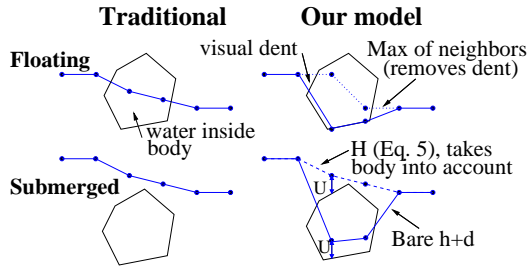 Traditional
Our model
Floating
visual dent
Max of neighbors
(removes dent)
water inside
body
H (Eq. 5), takes
body into account
Submerged
U
U
Bare h+d